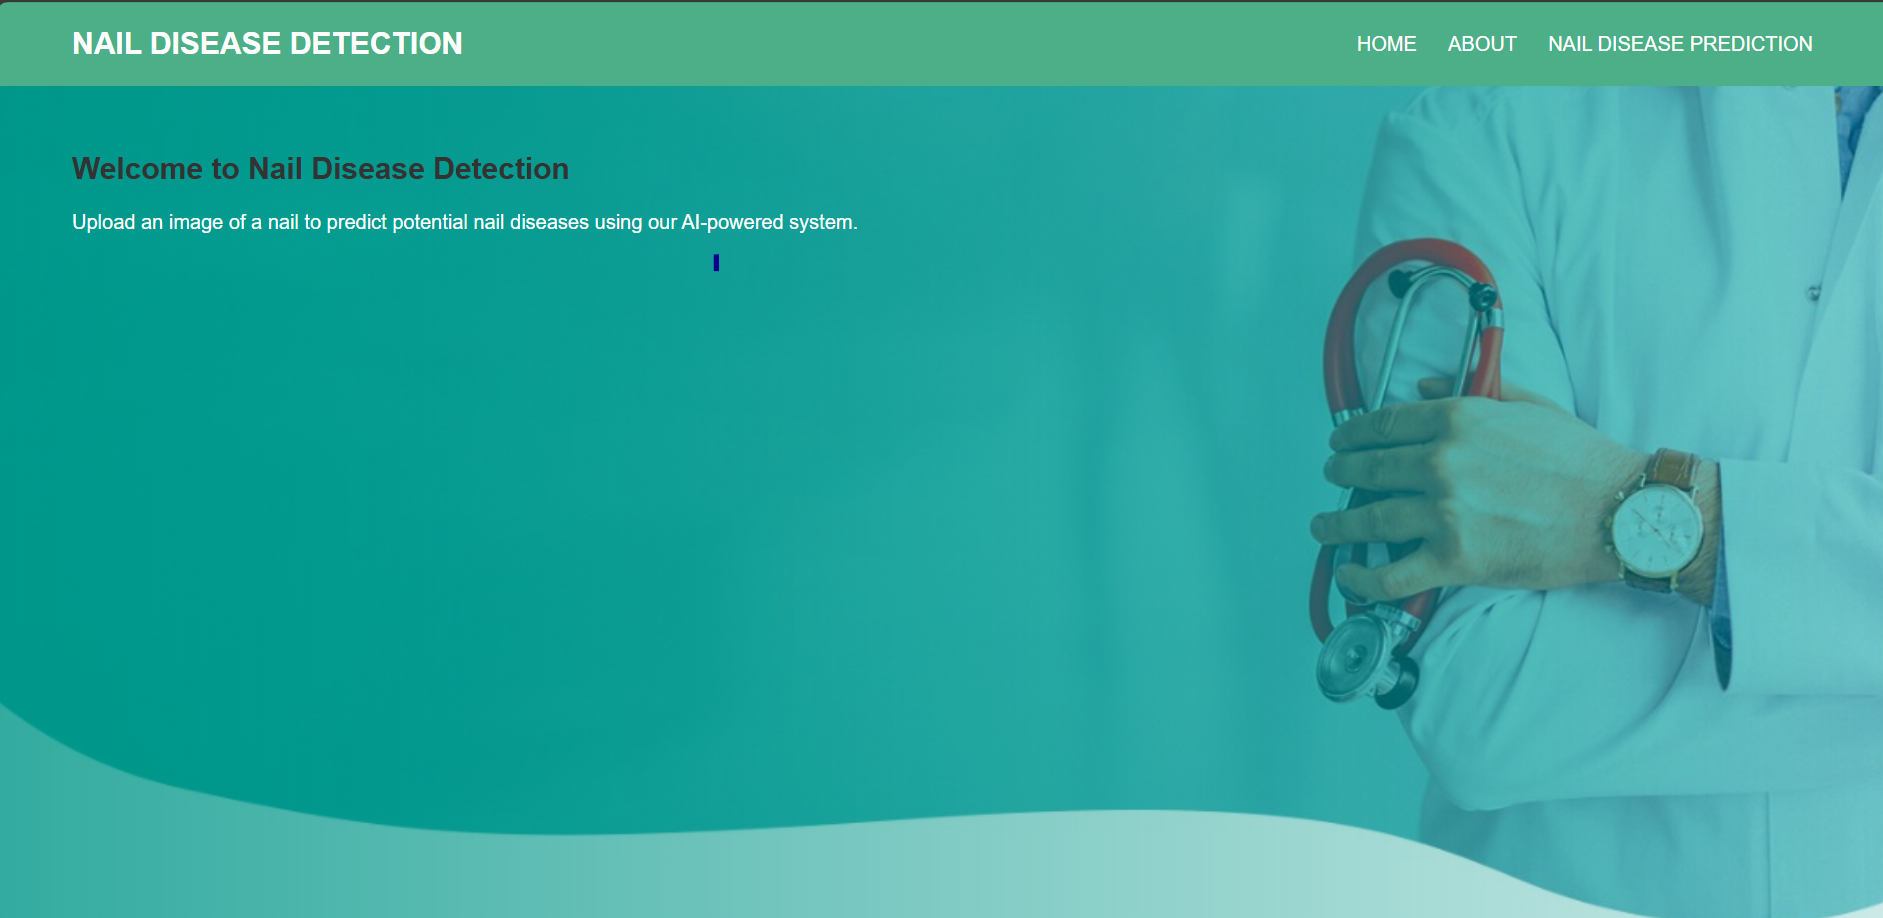 NAIL DISEASE DETECTION
HOME ABOUT NAIL DISEASE PREDICTION
Welcome to Nail Disease Detection
Upload an image of a nail to predict potential nail diseases using our AI-powered system.